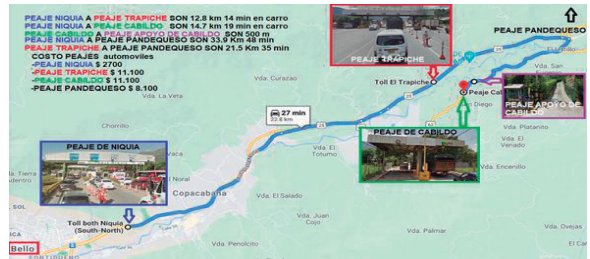 PEAJE NIQUIA A PEAJE TRAPICHE SON 12.8 km 14 min en carro
PEAJE NIQUIA A PEAJE CABILDO SON 14.7 km 19 min en carro
PEAJE CABILDO A PEAJE APOYO DE CABILDO SON 500 m
PEAJE NIQUIA A PEAJE PANDEQUESO SON 33.9 Km 48 min
PEAJE TRAPICHE A PEAJE PANDEQUESO SON 21.5 Km 35 min
COSTO PEAJES automoviles
-PEAJE NIQUIA $ 2700
-PEAJE TRAPICHE $ 11.100
-PEAJE CABILDO $ 11.100
-PEAJE PANDEQUESO $ 8.100
PEAJE TRAPICHE
PEAJE PANDEQUESO
Vda. Curazao
Toll El Trapiche
Vda. San
Peaje
San Diego
PEAJE APOYO DE CABILDO
Vda. La Veta
27 min
22.8 km
25
Chorrillo
PEAJE DE CABILDO
Vda. Platanito
El Venado
Vda. El Totumo
PEAJE DE NIQUIA
Vda. Encenillo
El Noral
Copacabana
Vda. El Salado
Toll both Niquia
(South-North)
Vda. Juan Cojo
Vda. Palmar
Vda. Ovejas
Bello
Vda. Peñolcito